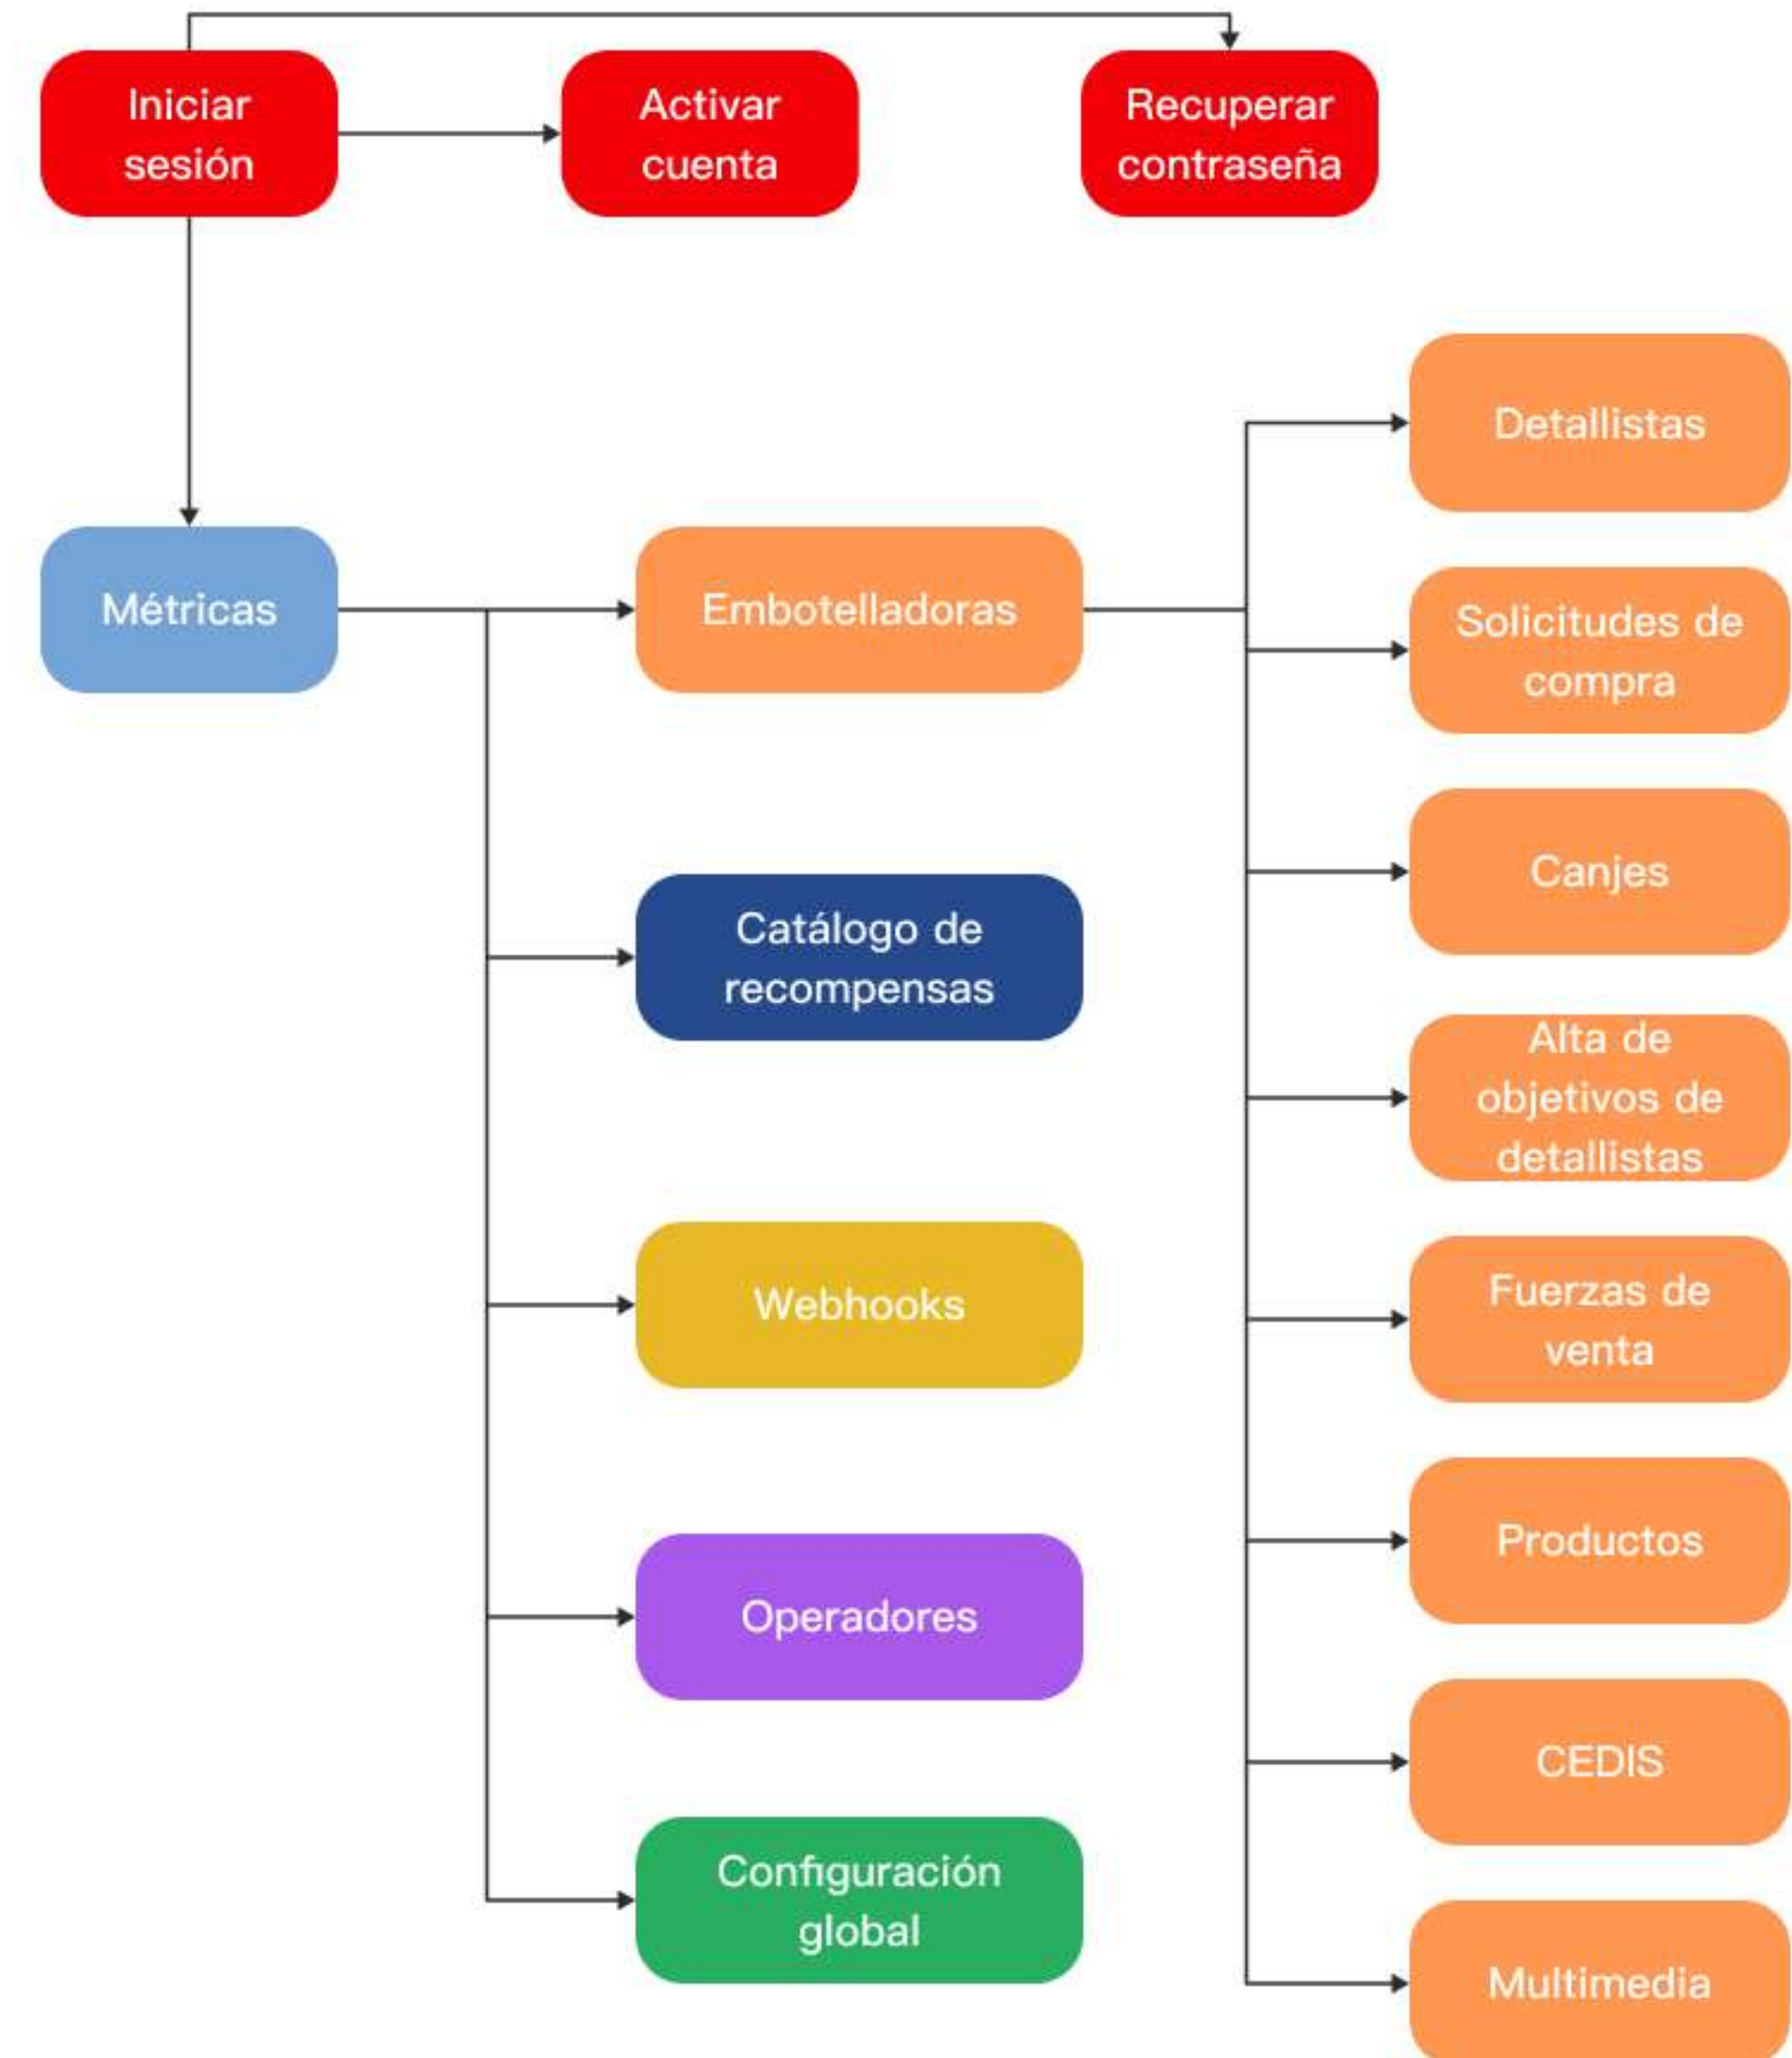 Iniciar
sesión
Activar
cuenta
Recuperar
contraseña
Métricas
Embotelladoras
Catálogo de
recompensas
Webhooks
Operadores
Configuración
global
Detallistas
Solicitudes de
compra
Canjes
Alta de
objetivos de
detallistas
Fuerzas de
venta
Productos
CEDIS
Multimedia